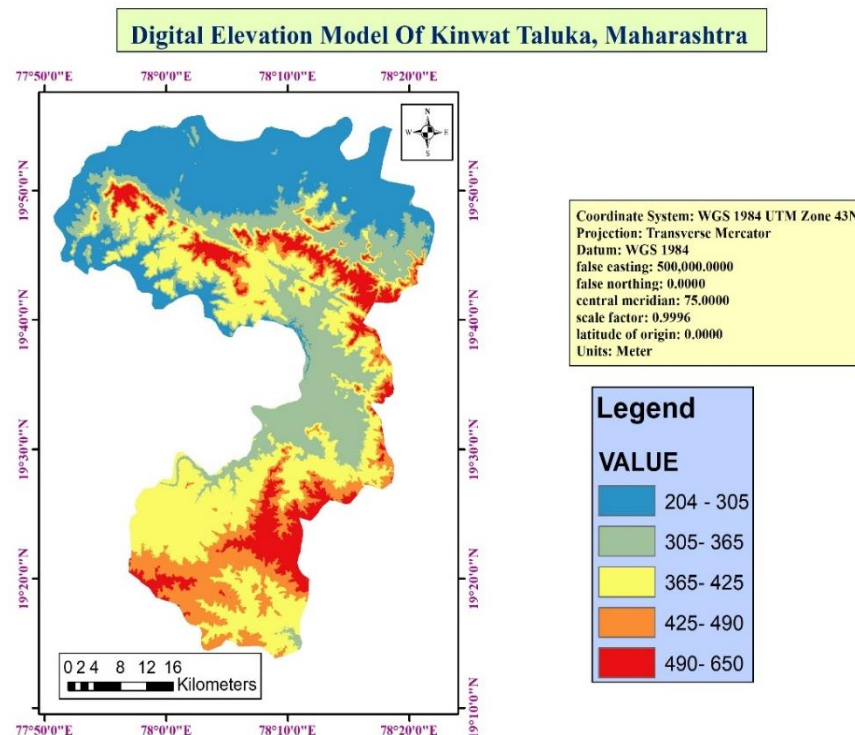 Digital Elevation Model Of Kinwat Taluka, Maharashtra
77°50'0"E 78°0'0"E 78°10'0"E 78°20'0"E
N
W E
S
19°50'0"N 19°50'0"N
19°40'0"N 19°40'0"N
19°30'0"N 19°30'0"N
19°20'0"N 19°20'0"N
19°10'0"N
0 2 4 8 12 16
Kilometers
77°50'0"E 78°0'0"E 78°10'0"E 78°20'0"E
Coordinate System: WGS 1984 UTM Zone 43N
Projection: Transverse Mercator
Datum: WGS 1984
false easting: 500,000.0000
false northing: 0.0000
central meridian: 75.0000
scale factor: 0.9996
latitude of origin: 0.0000
Units: Meter
Legend
VALUE
204 - 305
305- 365
365- 425
425- 490
490- 650